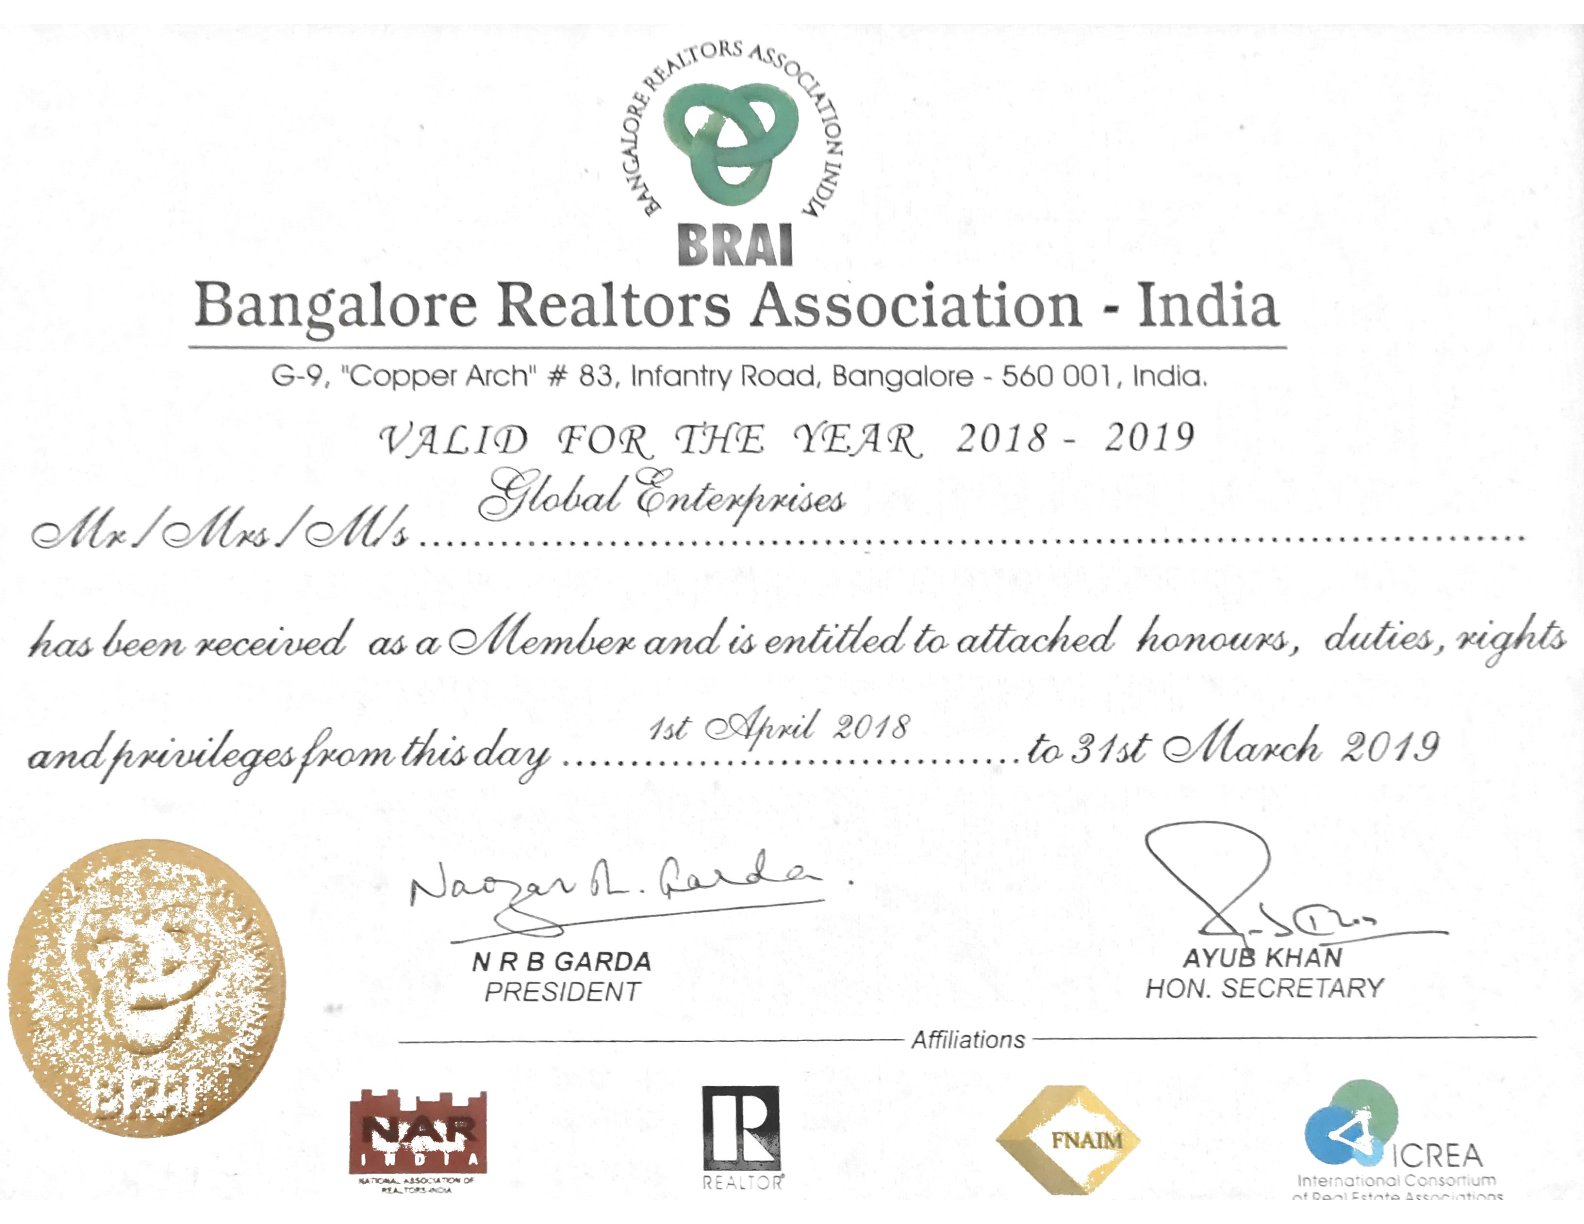 BANGALORE REALTORS ASSOCIATION INDIA
BRAI
Bangalore Realtors Association - India
G-9, "Copper Arch" # 83, Infantry Road, Bangalore - 560 001, India.
VALID FOR THE YEAR 2018 - 2019
Global Enterprises
Mr / Mrs / M/s ................................................................................
has been received as a Member and is entitled to attached honours, duties, rights
1st April 2018
and privileges from this day .................................. to 31st March 2019
Naozar R. Garda.
N R B GARDA
PRESIDENT
AYUB KHAN
HON. SECRETARY
Affiliations
BRAI
NAR
INDIA
NATIONAL ASSOCIATION OF
REALTORS-INDIA
R
REALTOR®
FNAIM
ICREA
International Consortium
of Real Estate Associations